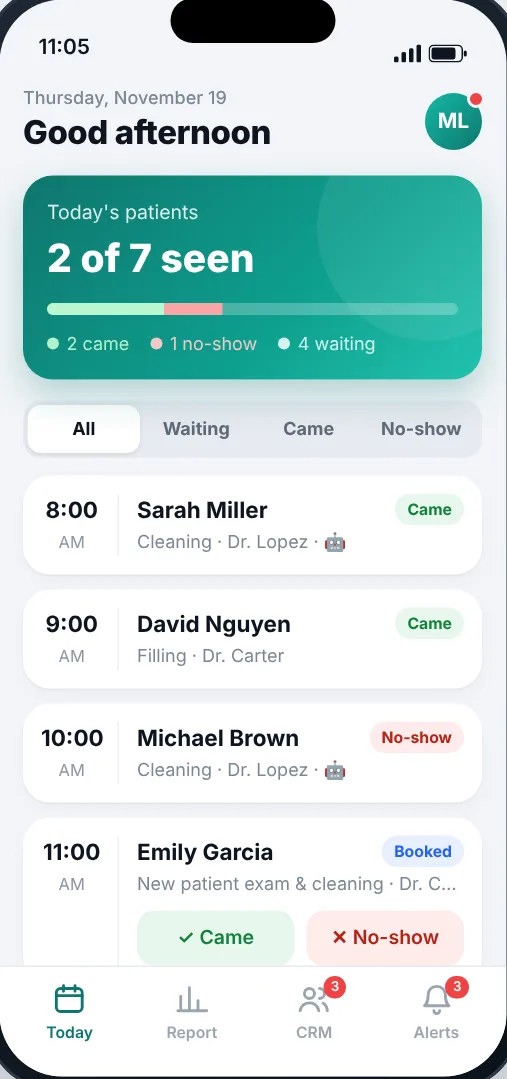 11:05
Thursday, November 19
Good afternoon
ML
Today's patients
2 of 7 seen
2 came 1 no-show 4 waiting
All Waiting Came No-show
8:00 Sarah Miller Came
AM Cleaning · Dr. Lopez · 🤖
9:00 David Nguyen Came
AM Filling · Dr. Carter
10:00 Michael Brown No-show
AM Cleaning · Dr. Lopez · 🤖
11:00 Emily Garcia Booked
AM New patient exam & cleaning · Dr. C...
✓ Came ✕ No-show
3 3
Today Report CRM Alerts